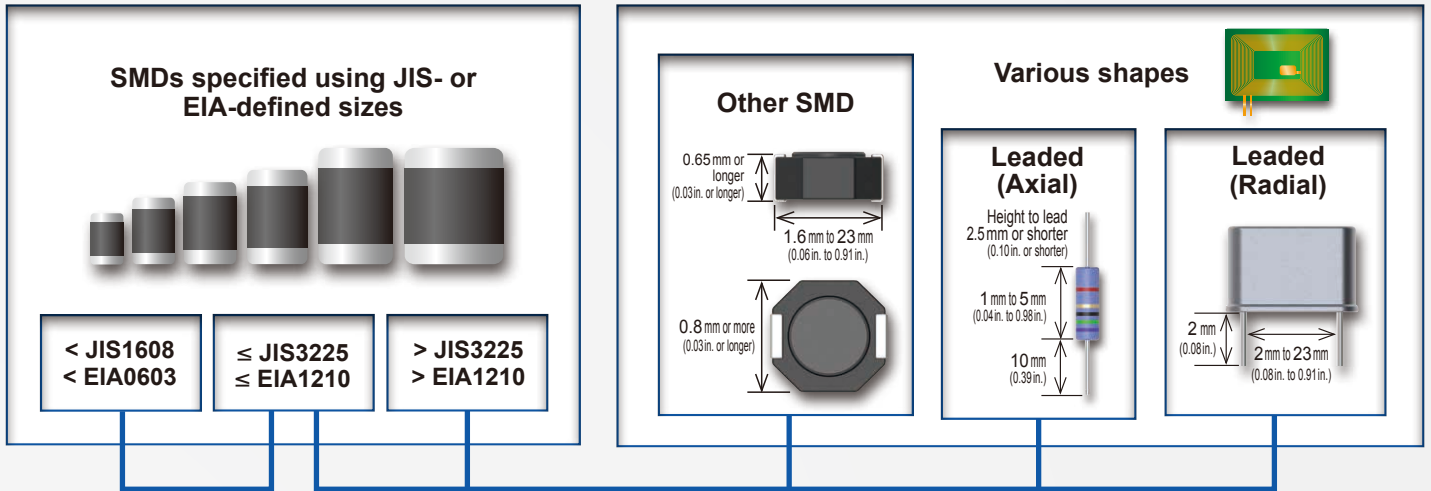 SMDs specified using JIS- or
EIA-defined sizes
< JIS1608
< EIA0603
≤ JIS3225
≤ EIA1210
> JIS3225
> EIA1210
Various shapes
Other SMD
0.65 mm or
longer
(0.03 in. or longer)
1.6 mm to 23 mm
(0.06 in. to 0.91 in.)
0.8 mm or more
(0.03 in. or longer)
Leaded
(Axial)
Height to lead
2.5 mm or shorter
(0.10 in. or shorter)
1 mm to 5 mm
(0.04 in. to 0.98 in.)
10 mm
(0.39 in.)
Leaded
(Radial)
2 mm
(0.08 in.)
2 mm to 23 mm
(0.08 in. to 0.91 in.)